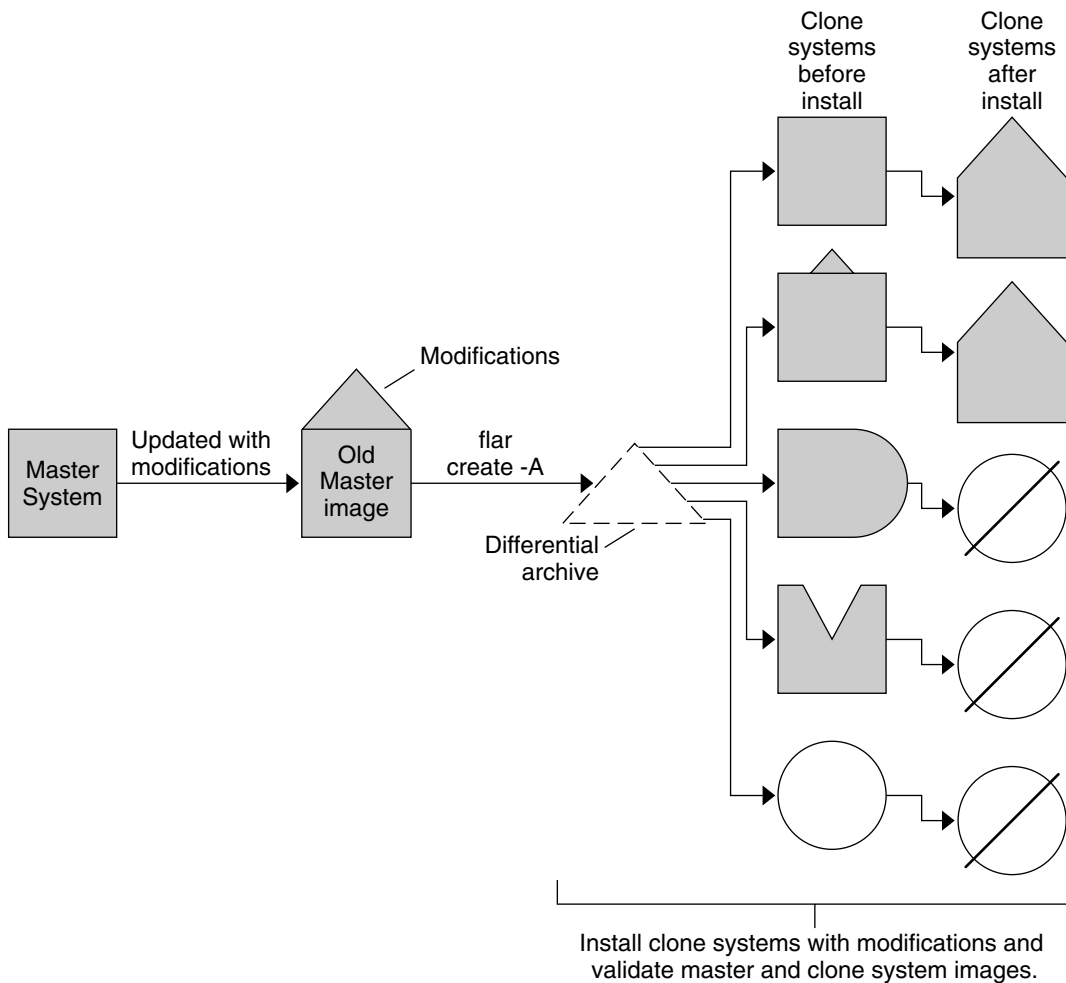 Clone
systems
before
install
Clone
systems
after
install
Modifications
Master
System
Updated with
modifications
Old
Master
image
flar
create -A
Differential
archive
Install clone systems with modifications and
validate master and clone system images.